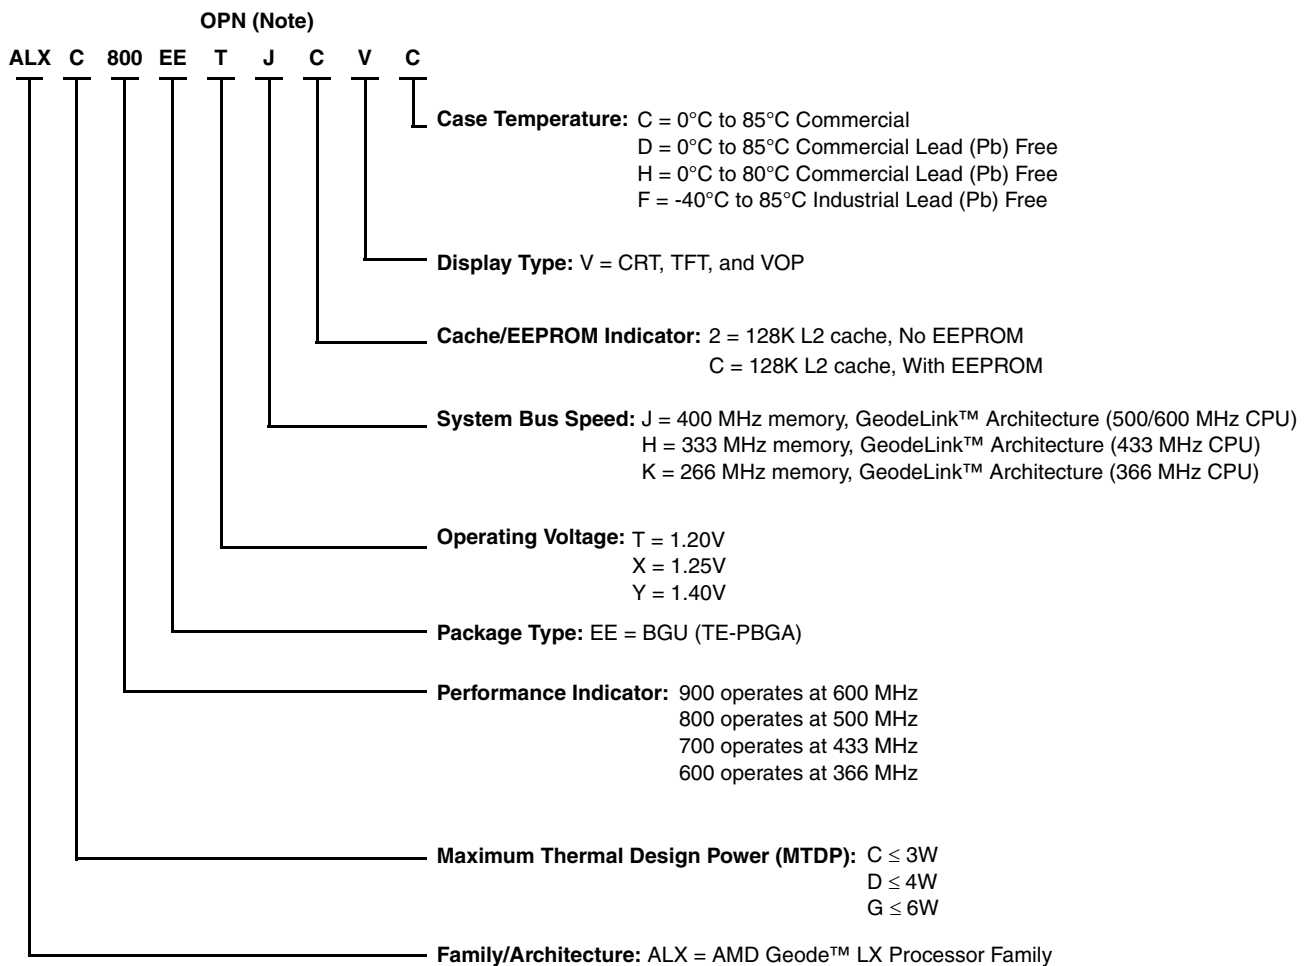 OPN (Note)
ALX C 800 EE T J C V C
Case Temperature: C = 0°C to 85°C Commercial
D = 0°C to 85°C Commercial Lead (Pb) Free
H = 0°C to 80°C Commercial Lead (Pb) Free
F = -40°C to 85°C Industrial Lead (Pb) Free
Display Type: V = CRT, TFT, and VOP
Cache/EEPROM Indicator: 2 = 128K L2 cache, No EEPROM
C = 128K L2 cache, With EEPROM
System Bus Speed: J = 400 MHz memory, GeodeLink™ Architecture (500/600 MHz CPU)
H = 333 MHz memory, GeodeLink™ Architecture (433 MHz CPU)
K = 266 MHz memory, GeodeLink™ Architecture (366 MHz CPU)
Operating Voltage: T = 1.20V
X = 1.25V
Y = 1.40V
Package Type: EE = BGU (TE-PBGA)
Performance Indicator: 900 operates at 600 MHz
800 operates at 500 MHz
700 operates at 433 MHz
600 operates at 366 MHz
Maximum Thermal Design Power (MTDP): C ≤ 3W
D ≤ 4W
G ≤ 6W
Family/Architecture: ALX = AMD Geode™ LX Processor Family